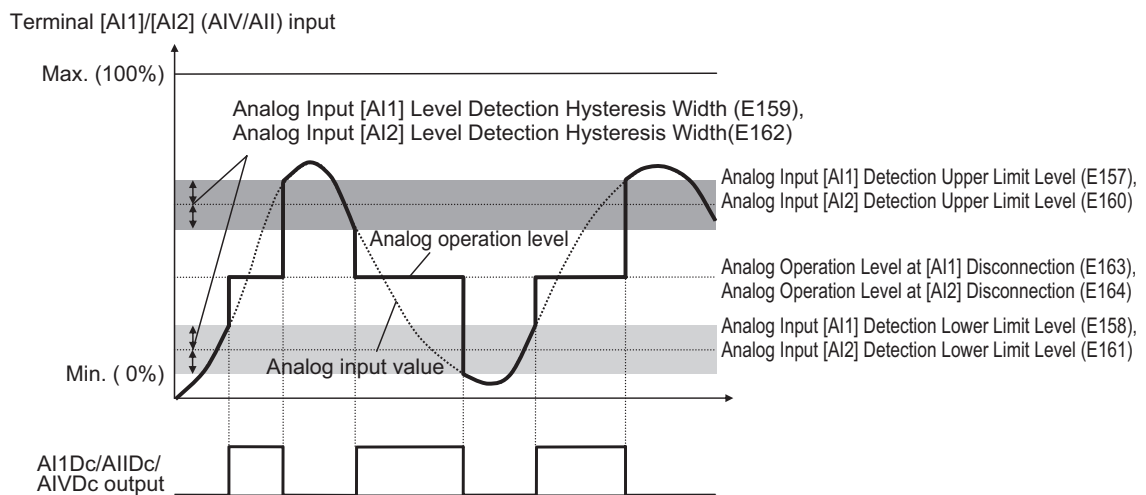 Terminal [AI1]/[AI2] (AIV/AII) input
Max. (100%)
Analog Input [AI1] Level Detection Hysteresis Width (E159),
Analog Input [AI2] Level Detection Hysteresis Width(E162)
Analog Input [AI1] Detection Upper Limit Level (E157),
Analog Input [AI2] Detection Upper Limit Level (E160)
Analog operation level
Analog Operation Level at [AI1] Disconnection (E163),
Analog Operation Level at [AI2] Disconnection (E164)
Analog Input [AI1] Detection Lower Limit Level (E158),
Analog Input [AI2] Detection Lower Limit Level (E161)
Analog input value
Min. ( 0%)
AI1Dc/AIIDc/
AIVDc output